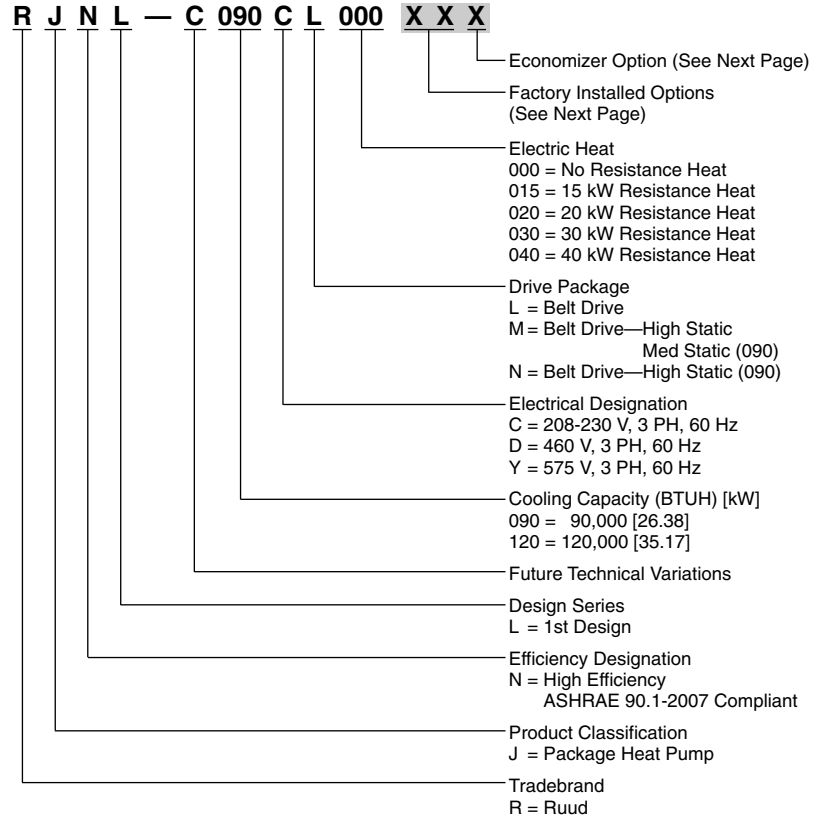 R J N L — C 090 C L 000 X X X
Economizer Option (See Next Page)
Factory Installed Options
(See Next Page)
Electric Heat
000 = No Resistance Heat
015 = 15 kW Resistance Heat
020 = 20 kW Resistance Heat
030 = 30 kW Resistance Heat
040 = 40 kW Resistance Heat
Drive Package
L = Belt Drive
M = Belt Drive—High Static
Med Static (090)
N = Belt Drive—High Static (090)
Electrical Designation
C = 208-230 V, 3 PH, 60 Hz
D = 460 V, 3 PH, 60 Hz
Y = 575 V, 3 PH, 60 Hz
Cooling Capacity (BTUH) [kW]
090 = 90,000 [26.38]
120 = 120,000 [35.17]
Future Technical Variations
Design Series
L = 1st Design
Efficiency Designation
N = High Efficiency
ASHRAE 90.1-2007 Compliant
Product Classification
J = Package Heat Pump
Tradebrand
R = Ruud